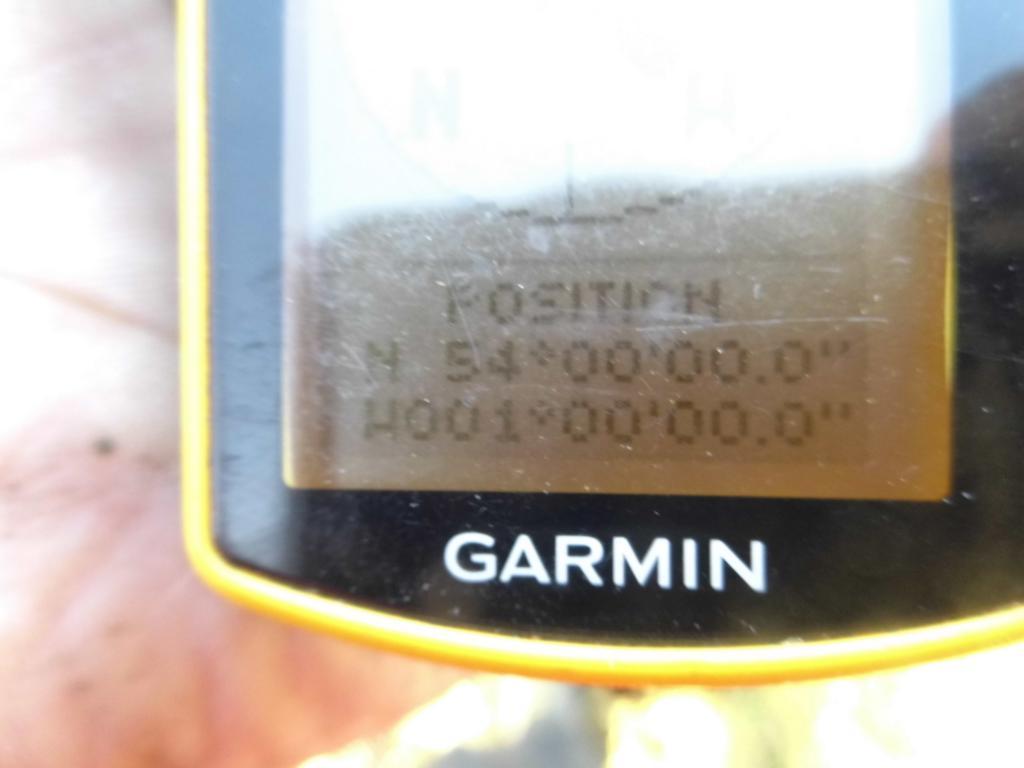 N W
POSITION
N 54°00'00.0"
W001°00'00.0"
GARMIN